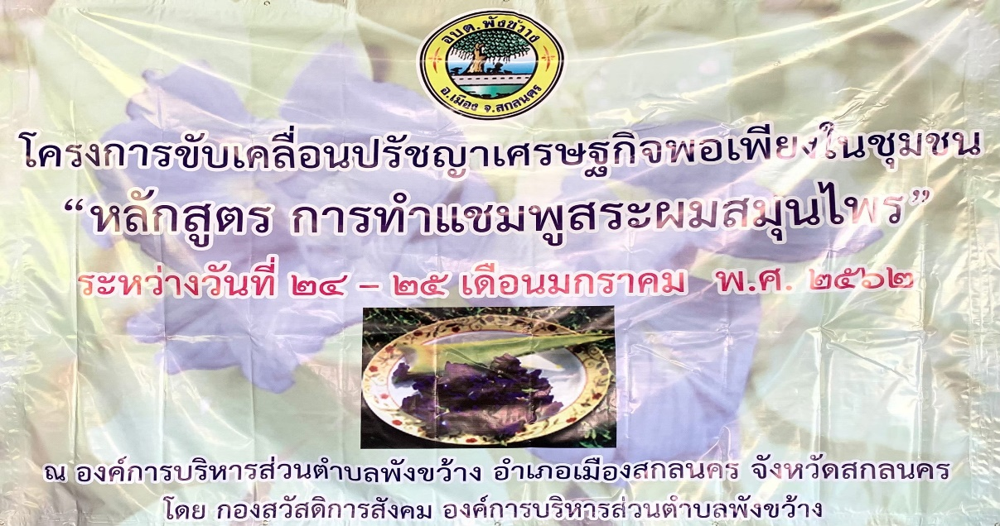 อบต.พังขว้าง
อ.เมือง จ.สกลนคร
โครงการขับเคลื่อนปรัชญาเศรษฐกิจพอเพียงในชุมชน
“หลักสูตร การทำแชมพูสระผมสมุนไพร”
ระหว่างวันที่ ๒๔ – ๒๕ เดือนมกราคม พ.ศ. ๒๕๖๒
ณ องค์การบริหารส่วนตำบลพังขว้าง อำเภอเมืองสกลนคร จังหวัดสกลนคร
โดย กองสวัสดิการสังคม องค์การบริหารส่วนตำบลพังขว้าง